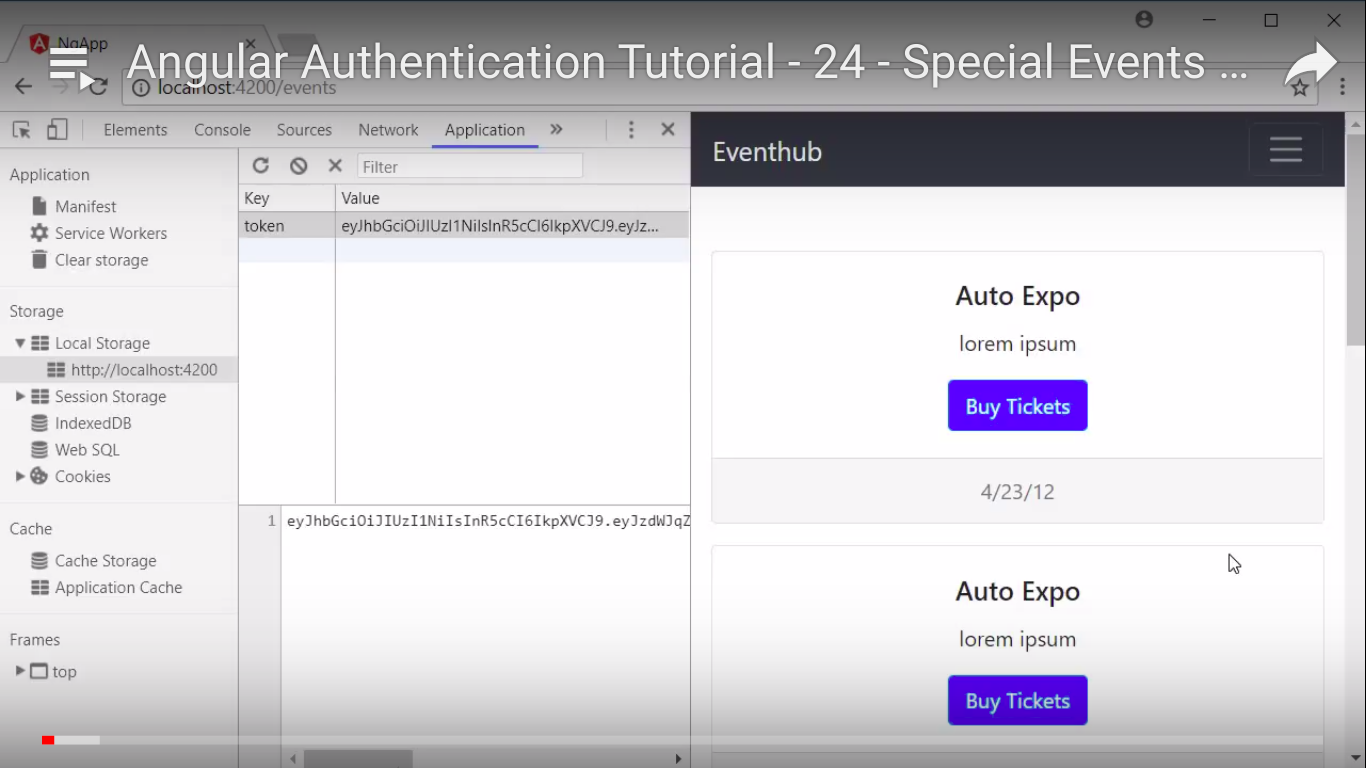 NgApp
Angular Authentication Tutorial - 24 - Special Events ...
localhost:4200/events
Elements Console Sources Network Application »
Eventhub
Application
Manifest
Service Workers
Clear storage
Storage
Local Storage
http://localhost:4200
Session Storage
IndexedDB
Web SQL
Cookies
Cache
Cache Storage
Application Cache
Frames
top
Filter
Key Value
token eyJhbGciOiJIUzI1NiIsInR5cCI6IkpXVCJ9.eyJz...
1 eyJhbGciOiJIUzI1NiIsInR5cCI6IkpXVCJ9.eyJzdWJqZ
Auto Expo
lorem ipsum
Buy Tickets
4/23/12
Auto Expo
lorem ipsum
Buy Tickets